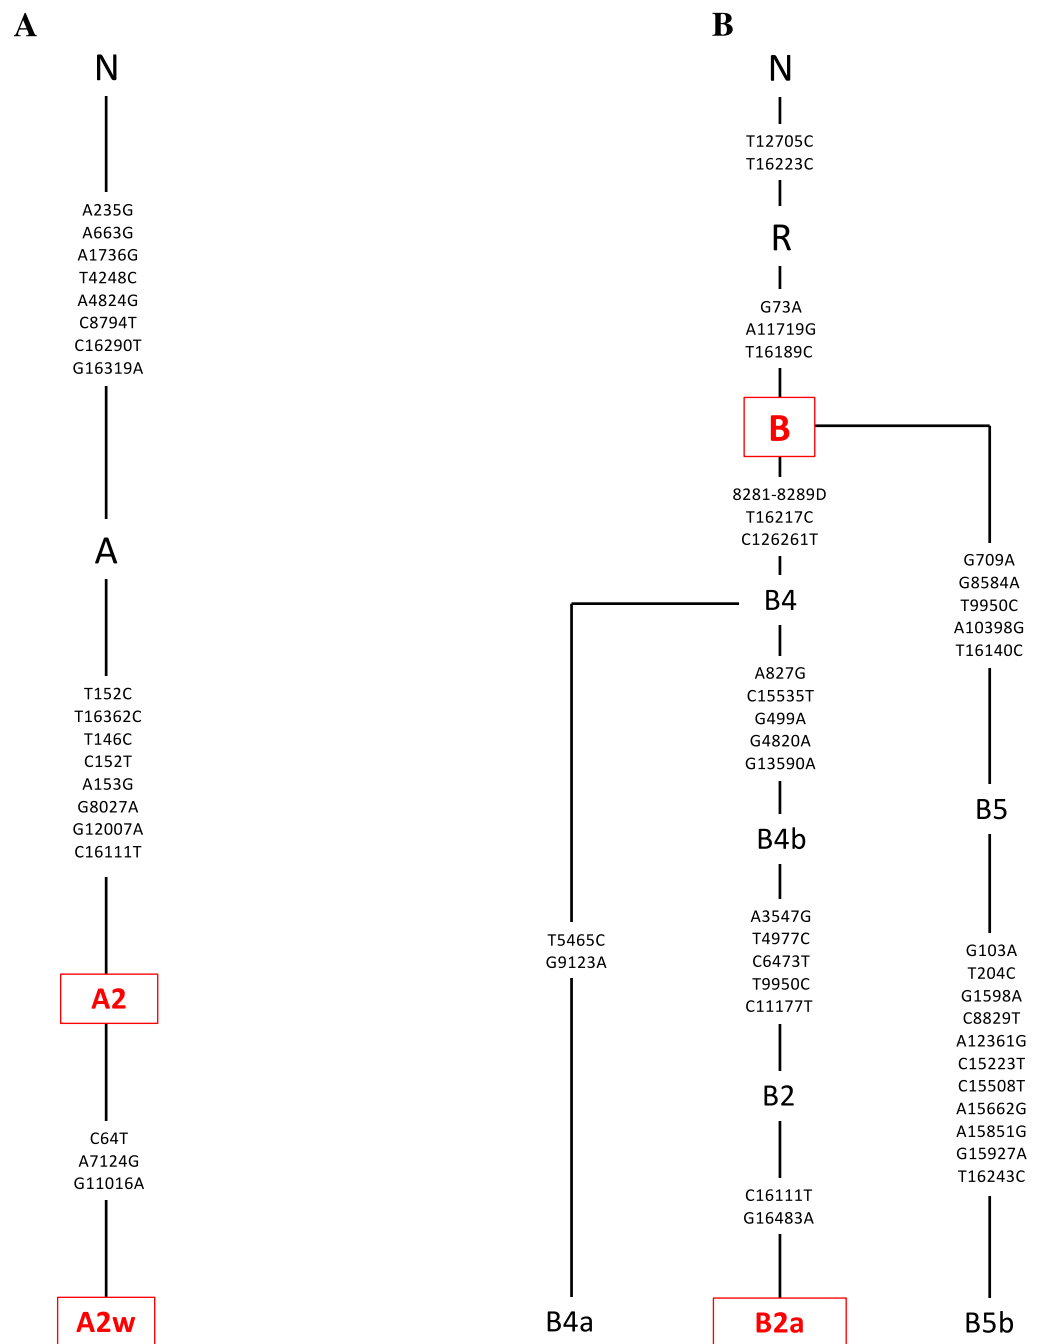 A
N
A235G
A663G
A1736G
T4248C
A4824G
C8794T
C16290T
G16319A
A
T152C
T16362C
T146C
C152T
A153G
G8027A
G12007A
C16111T
A2
C64T
A7124G
G11016A
A2w
B
N
T12705C
T16223C
R
G73A
A11719G
T16189C
B
8281-8289D
T16217C
C126261T
B4
T5465C
G9123A
B4a
A827G
C15535T
G499A
G4820A
G13590A
B4b
A3547G
T4977C
C6473T
T9950C
C11177T
B2
C16111T
G16483A
B2a
G709A
G8584A
T9950C
A10398G
T16140C
B5
G103A
T204C
G1598A
C8829T
A12361G
C15223T
C15508T
A15662G
A15851G
G15927A
T16243C
B5b